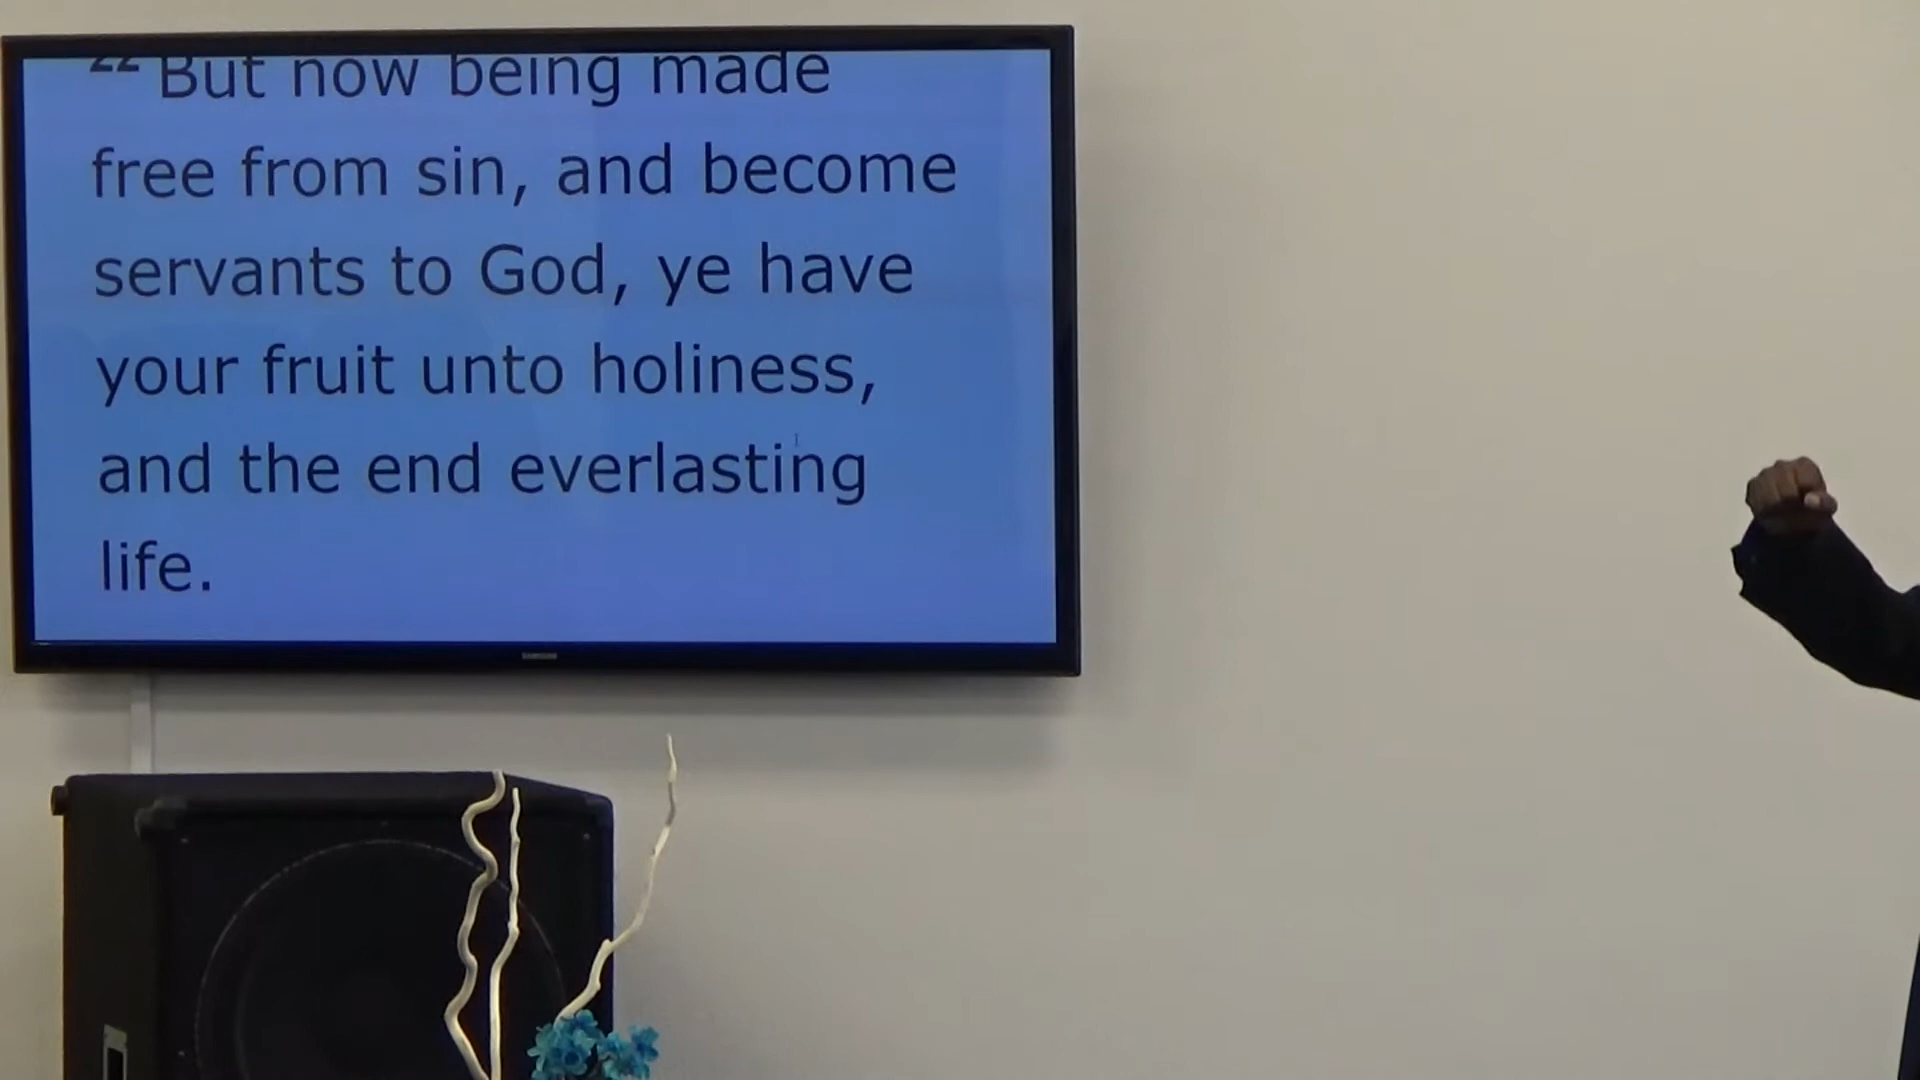 22 But now being made
free from sin, and become
servants to God, ye have
your fruit unto holiness,
and the end everlasting
life.